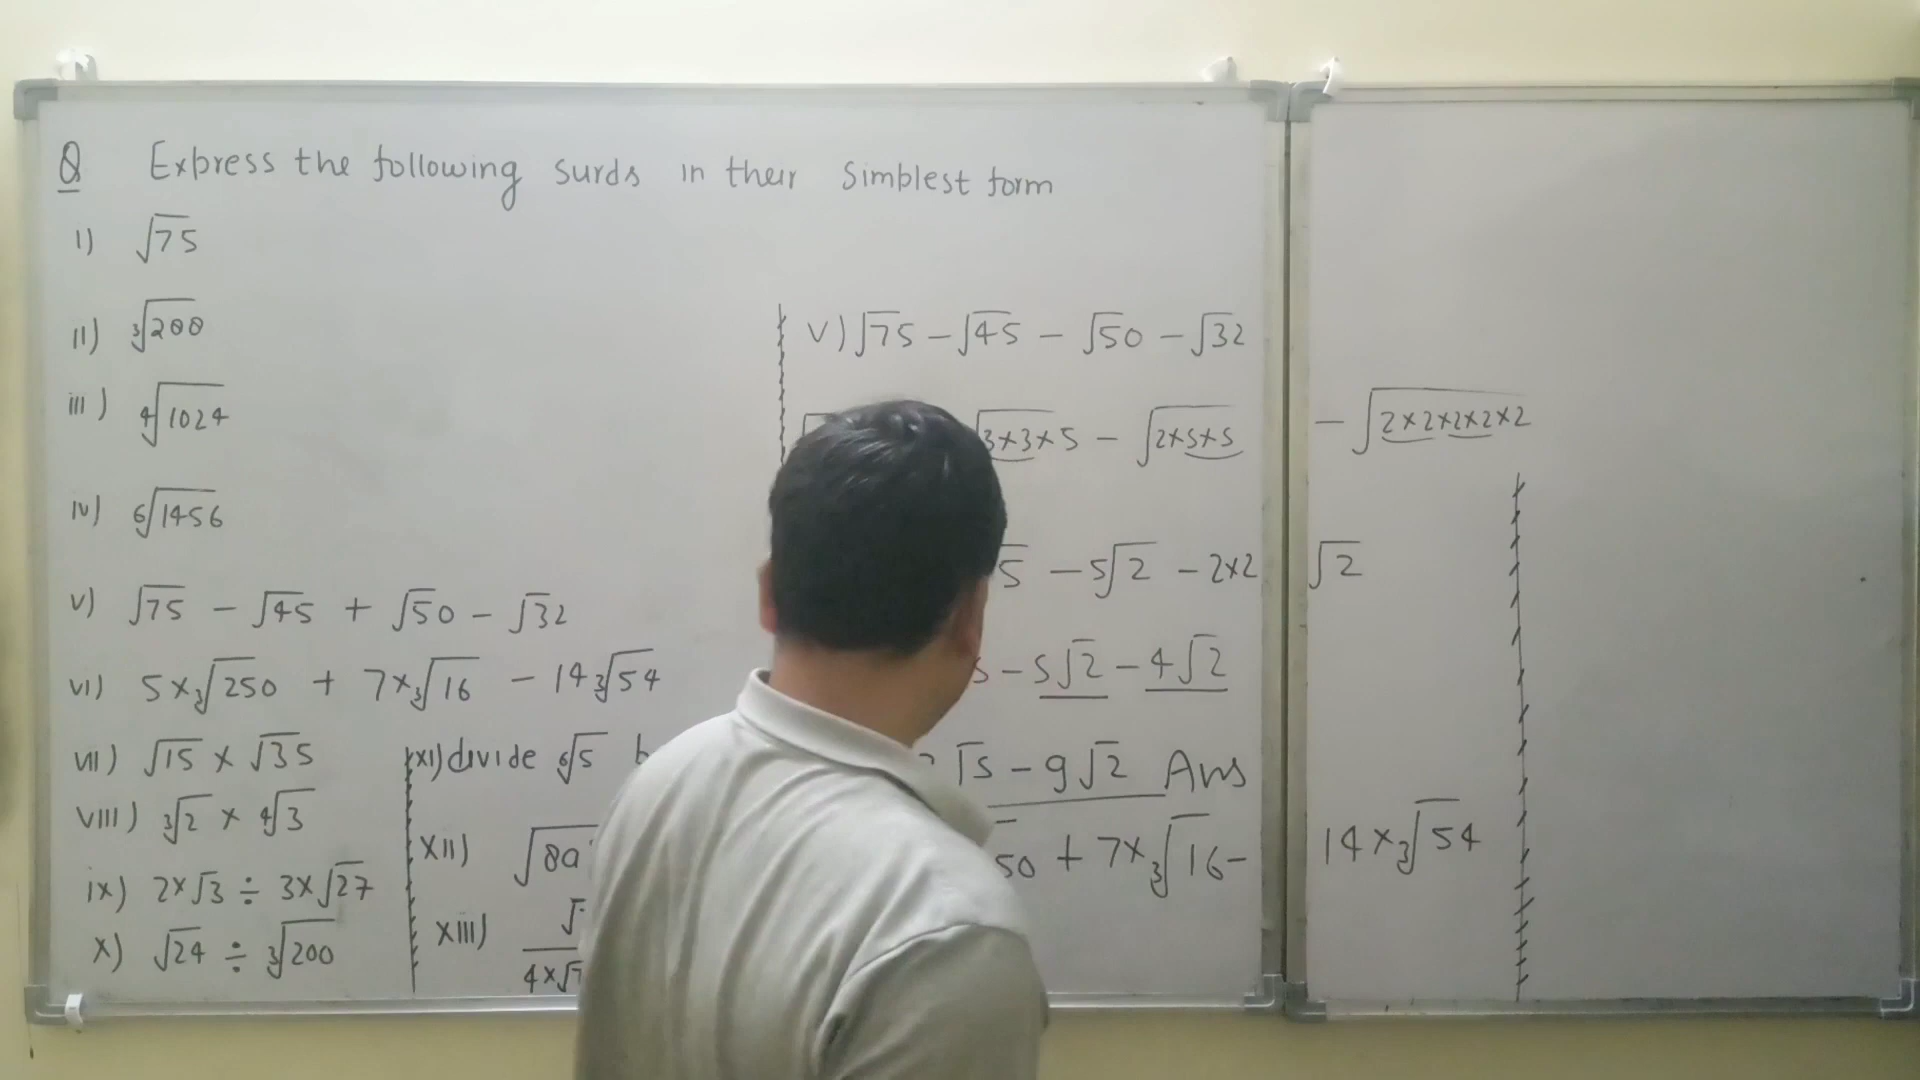 Q Express the following surds in their Simplest form
i) √75
ii) ∛200
iii) ∜1024
iv) ⁶√1456
v) √75 - √45 + √50 - √32
vi) 5×∛250 + 7×∛16 - 14∛54
vii) √15 × √35
viii) ∛2 × ∜3
ix) 2×√3 ÷ 3×√27
x) √24 ÷ ∛200
xi) divide ⁶√5
xii) √8a
xiii) √
4×√7
v) √75 - √45 - √50 - √32
√3×3×5 - √2×5×5 - √2×2×2×2×2
5 - 5√2 - 2×2 √2
- 5√2 - 4√2
√5 - 9√2 Ans
50 + 7×∛16 - 14×∛54